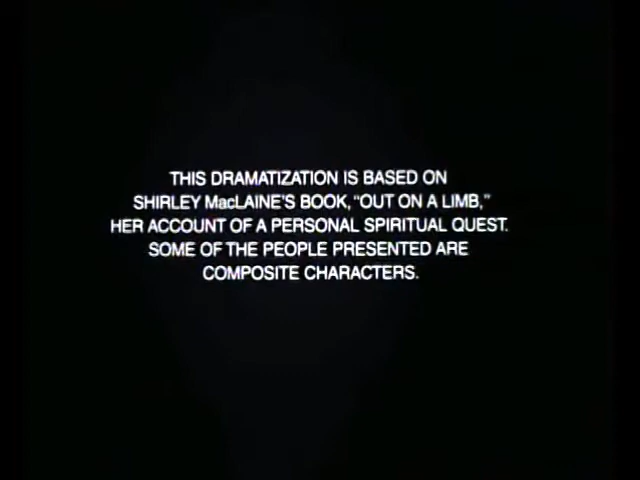 THIS DRAMATIZATION IS BASED ON
SHIRLEY MacLAINE'S BOOK, "OUT ON A LIMB,"
HER ACCOUNT OF A PERSONAL SPIRITUAL QUEST.
SOME OF THE PEOPLE PRESENTED ARE
COMPOSITE CHARACTERS.